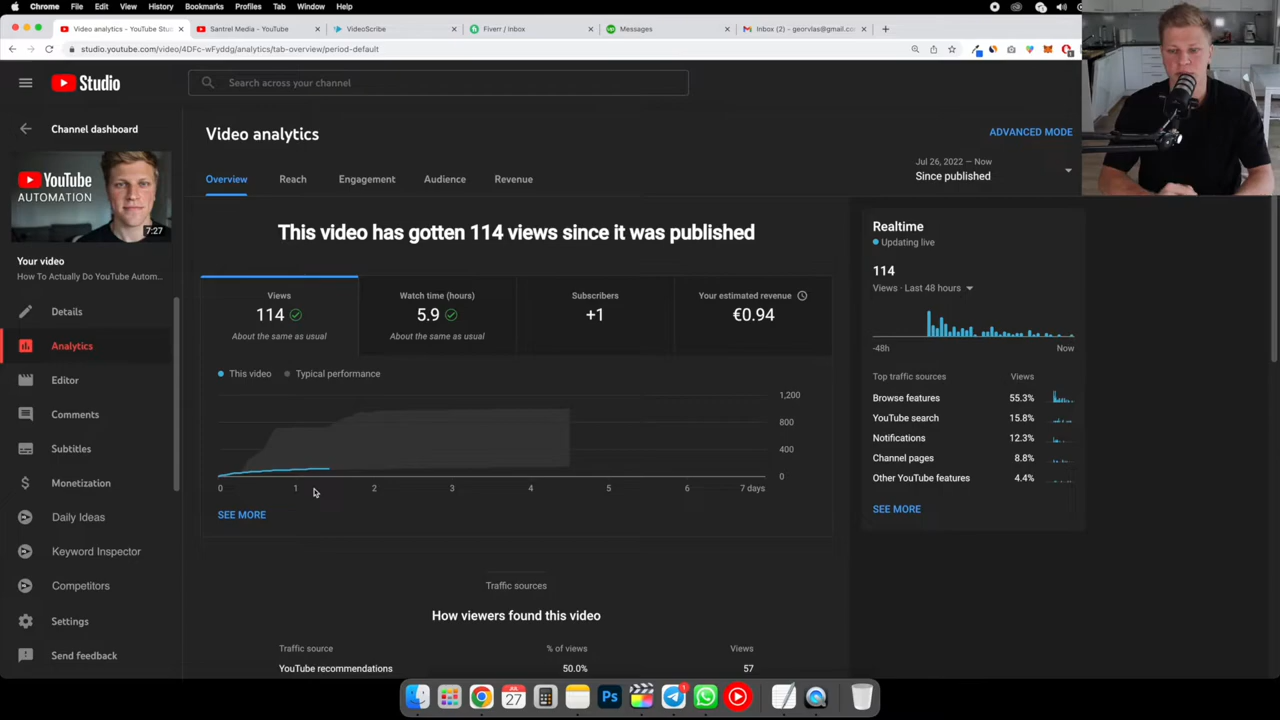 Chrome File Edit View History Bookmarks Profiles Tab Window Help
Video analytics - YouTube Stu
Santrel Media - YouTube
VideoScribe
Fiverr / Inbox
Messages
Inbox (2) - georvlas@gmail.co
studio.youtube.com/video/4DFc-wFyddg/analytics/tab-overview/period-default
Studio
Search across your channel
Channel dashboard
YouTube
AUTOMATION
7:27
Your video
How To Actually Do YouTube Autom...
Details
Analytics
Editor
Comments
Subtitles
Monetization
Daily Ideas
Keyword Inspector
Competitors
Settings
Send feedback
Video analytics
ADVANCED MODE
Overview Reach Engagement Audience Revenue
Jul 26, 2022 — Now
Since published
This video has gotten 114 views since it was published
Views
114
About the same as usual
Watch time (hours)
5.9
About the same as usual
Subscribers
+1
Your estimated revenue
€0.94
This video Typical performance
1,200
800
400
0
0 1 2 3 4 5 6 7 days
SEE MORE
Traffic sources
How viewers found this video
Traffic source % of views Views
YouTube recommendations 50.0% 57
Realtime
Updating live
114
Views · Last 48 hours
-48h Now
Top traffic sources Views
Browse features 55.3%
YouTube search 15.8%
Notifications 12.3%
Channel pages 8.8%
Other YouTube features 4.4%
SEE MORE
JUL
27
Ps
1